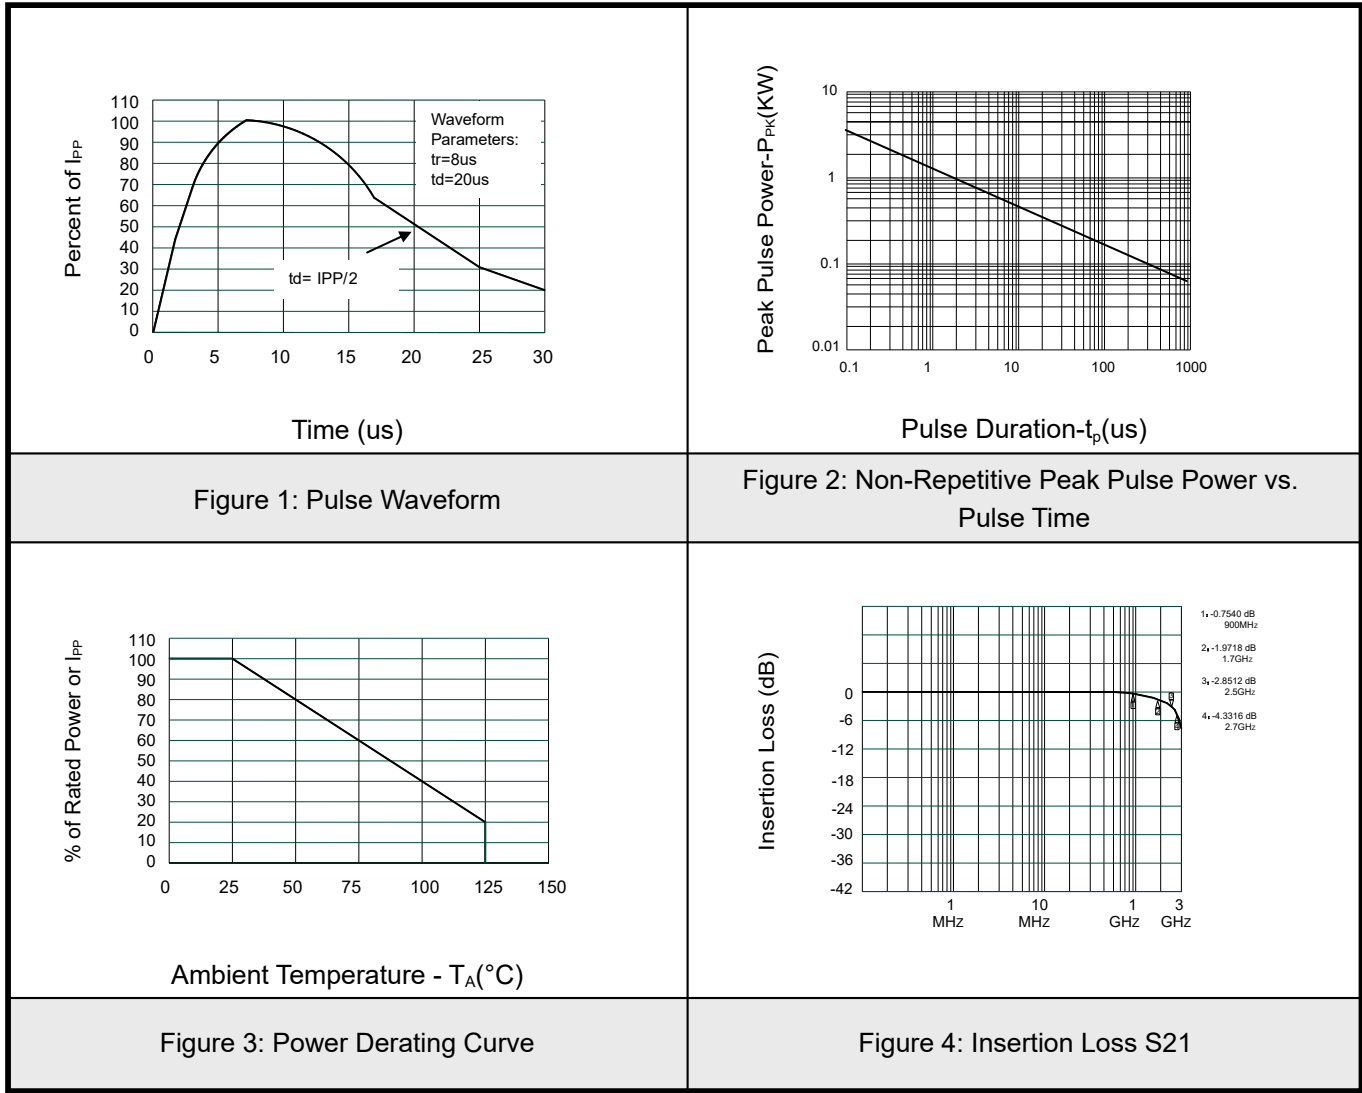 110
100
90
80
70
60
50
40
30
20
10
0
Percent of IPP
Waveform
Parameters:
tr=8us
td=20us
td= IPP/2
0 5 10 15 20 25 30
Time (us)
Figure 1: Pulse Waveform
Peak Pulse Power-PPK(KW)
10
1
0.1
0.01
0.1 1 10 100 1000
Pulse Duration-tp(us)
Figure 2: Non-Repetitive Peak Pulse Power vs.
Pulse Time
% of Rated Power or IPP
110
100
90
80
70
60
50
40
30
20
10
0
0 25 50 75 100 125 150
Ambient Temperature - TA(°C)
Figure 3: Power Derating Curve
Insertion Loss (dB)
0
-6
-12
-18
-24
-30
-36
-42
1 10 1 3
MHz MHz GHz GHz
1: -0.7540 dB
900MHz
2: -1.9718 dB
1.7GHz
3: -2.8512 dB
2.5GHz
4: -4.3316 dB
2.7GHz
Figure 4: Insertion Loss S21